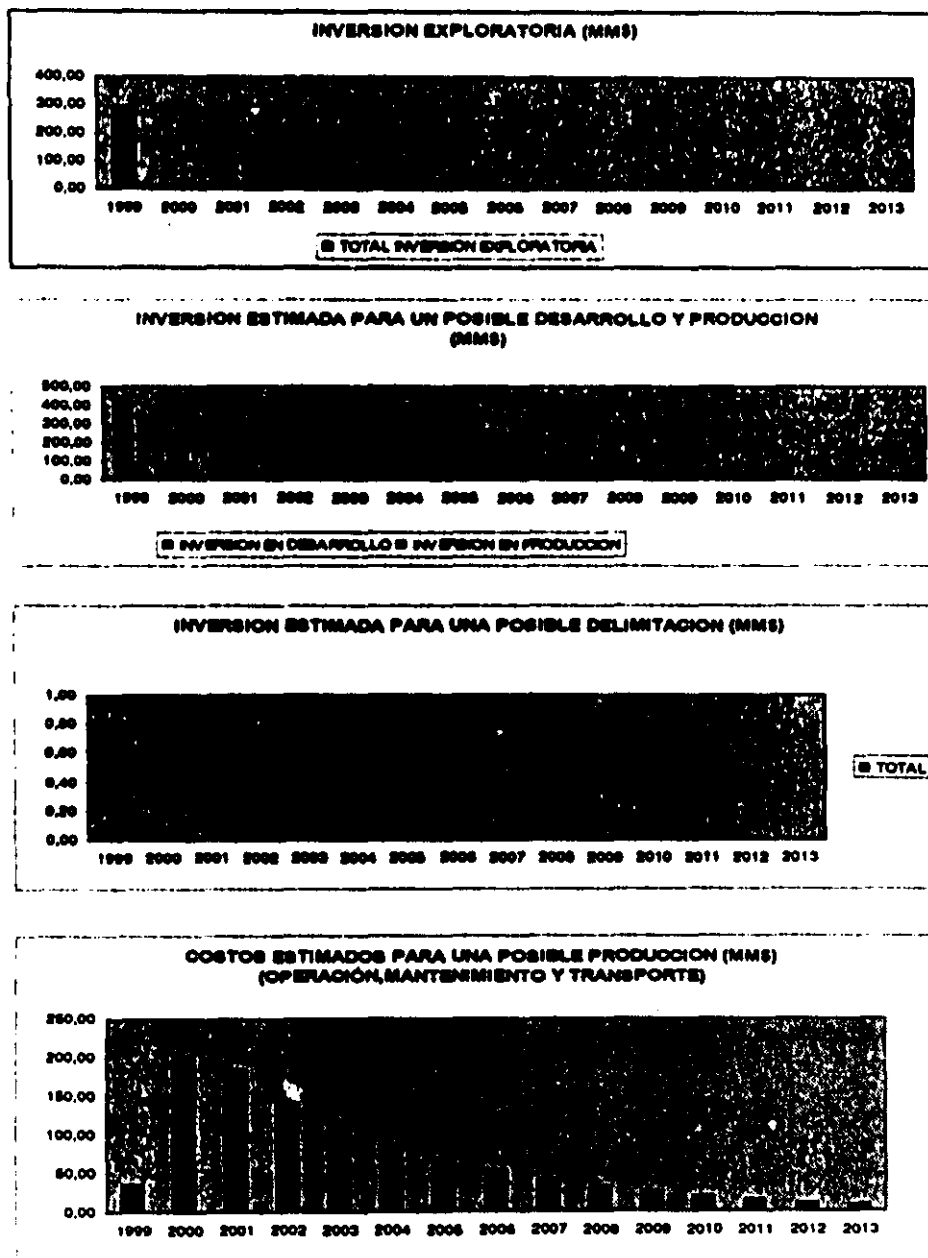 INVERSION EXPLORATORIA (MM$)
400,00
300,00
200,00
100,00
0,00
1999 2000 2001 2002 2003 2004 2005 2006 2007 2008 2009 2010 2011 2012 2013
TOTAL INVERSION EXPLORATORIA
INVERSION ESTIMADA PARA UN POSIBLE DESARROLLO Y PRODUCCION
(MM$)
500,00
400,00
300,00
200,00
100,00
0,00
1999 2000 2001 2002 2003 2004 2005 2006 2007 2008 2009 2010 2011 2012 2013
INVERSION EN DESARROLLO INVERSION EN PRODUCCION
INVERSION ESTIMADA PARA UNA POSIBLE DELIMITACION (MM$)
1,00
0,80
0,60
0,40
0,20
0,00
1999 2000 2001 2002 2003 2004 2005 2006 2007 2008 2009 2010 2011 2012 2013
TOTAL
COSTOS ESTIMADOS PARA UNA POSIBLE PRODUCCION (MM$)
(OPERACIÓN,MANTENIMIENTO Y TRANSPORTE)
250,00
200,00
150,00
100,00
50,00
0,00
1999 2000 2001 2002 2003 2004 2005 2006 2007 2008 2009 2010 2011 2012 2013